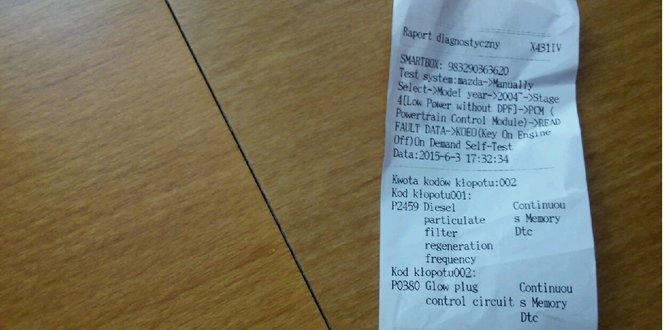 Raport diagnostyczny X431IV
SMARTBOX: 983290363620
Test system:mazda->Manually
Select->Model year->2004~->Stage
4[Low Power without DPF]->PCM (
Powertrain Control Module)->READ
FAULT DATA->KOEO(Key On Engine
Off)On Demand Self-Test
Data:2015-6-3 17:32:34
Kwota kodów kłopotu:002
Kod kłopotu001:
P2459 Diesel Continuou
particulate s Memory
filter Dtc
regeneration
frequency
Kod kłopotu002:
P0380 Glow plug Continuou
control circuit s Memory
Dtc